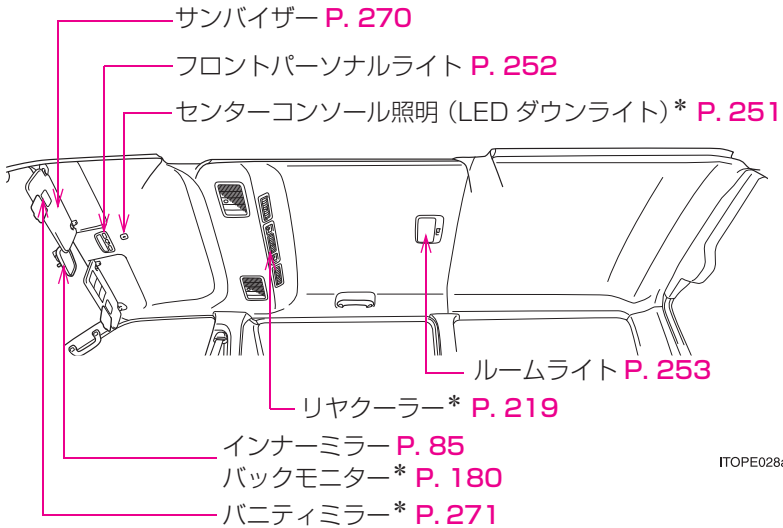 サンバイザー P. 270
フロントパーソナルライト P. 252
センターコンソール照明（LED ダウンライト）* P. 251
ルームライト P. 253
リヤクーラー* P. 219
インナーミラー P. 85
バックモニター* P. 180
バニティミラー* P. 271
ITOPE028a